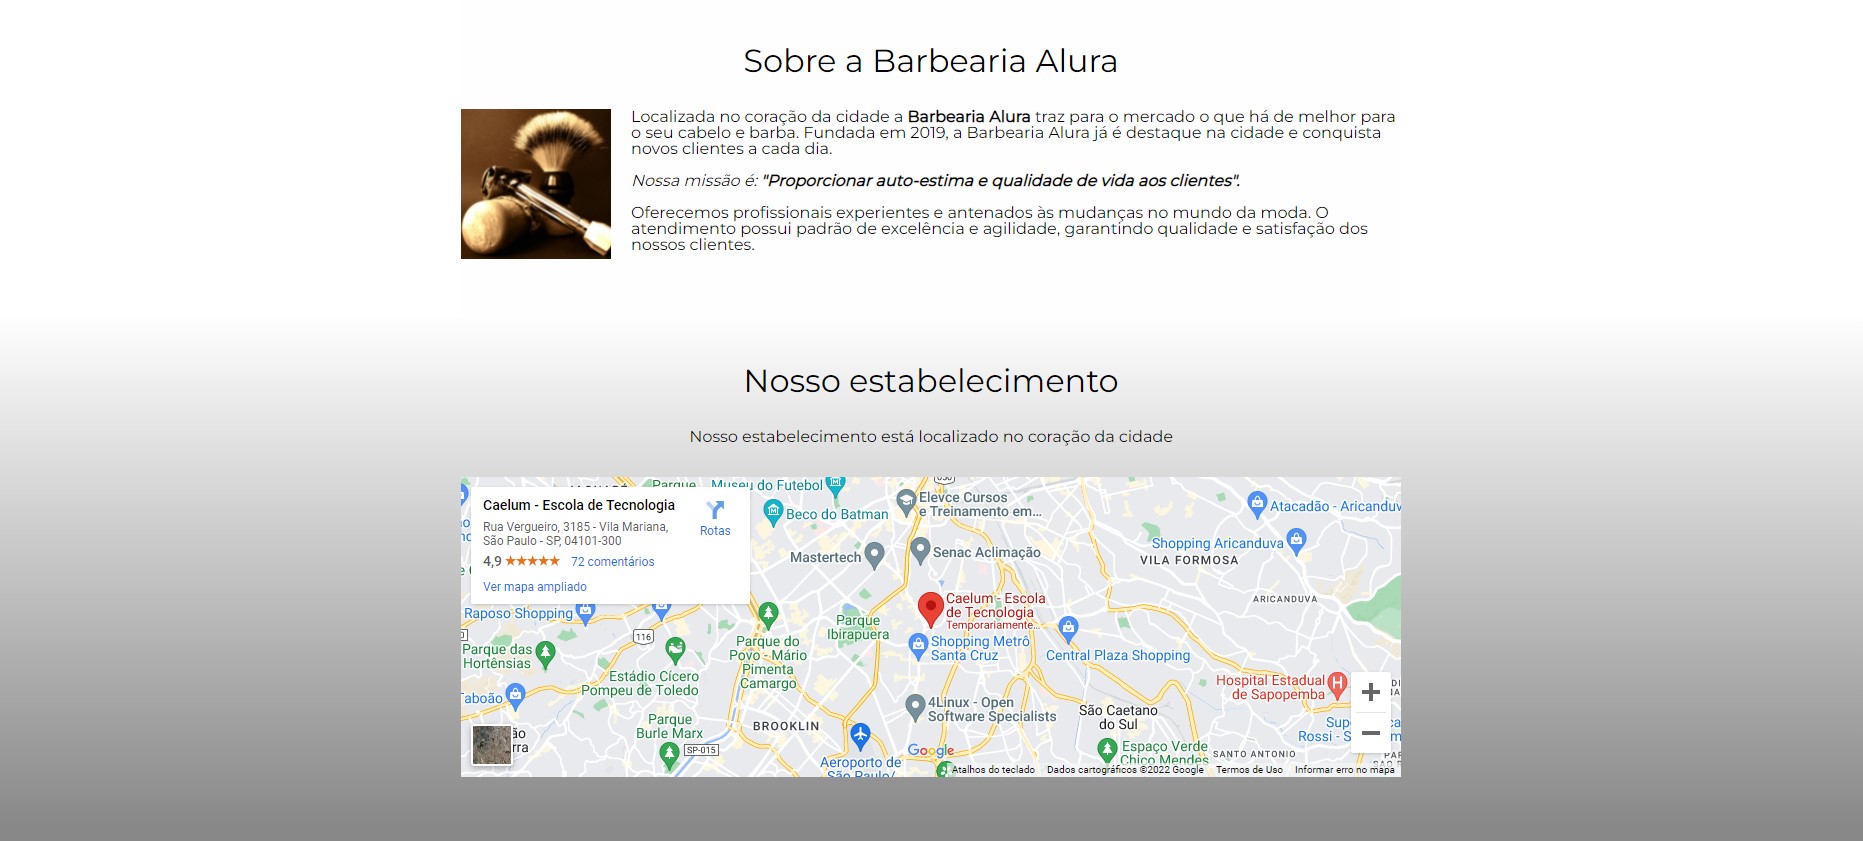 Sobre a Barbearia Alura
Localizada no coração da cidade a Barbearia Alura traz para o mercado o que há de melhor para
o seu cabelo e barba. Fundada em 2019, a Barbearia Alura já é destaque na cidade e conquista
novos clientes a cada dia.
Nossa missão é: "Proporcionar auto-estima e qualidade de vida aos clientes".
Oferecemos profissionais experientes e antenados às mudanças no mundo da moda. O
atendimento possui padrão de excelência e agilidade, garantindo qualidade e satisfação dos
nossos clientes.
Nosso estabelecimento
Nosso estabelecimento está localizado no coração da cidade
Caelum - Escola de Tecnologia
Rua Vergueiro, 3185 - Vila Mariana,
São Paulo - SP, 04101-300
4,9
72 comentários
Ver mapa ampliado
Rotas
Parque
Museu do Futebol
Beco do Batman
Elevce Cursos
e Treinamento em...
Atacadão - Aricanduv
Mastertech
Senac Aclimação
Shopping Aricanduva
VILA FORMOSA
ARICANDUVA
Raposo Shopping
116
Parque das
Hortênsias
Estádio Cícero
Pompeu de Toledo
Parque do
Povo - Mário
Pimenta
Camargo
Parque
Ibirapuera
Caelum - Escola
de Tecnologia
Temporariamente...
Shopping Metrô
Santa Cruz
Central Plaza Shopping
Hospital Estadual
de Sapopemba
Taboão
Parque
Burle Marx
BROOKLIN
SP-015
4Linux - Open
Software Specialists
São Caetano
do Sul
Aeroporto de
São Paulo/
Espaço Verde
Chico Mendes
SANTO ANTONIO
Rossi - S
Google
Atalhos do teclado
Dados cartográficos ©2022 Google
Termos de Uso
Informar erro no mapa